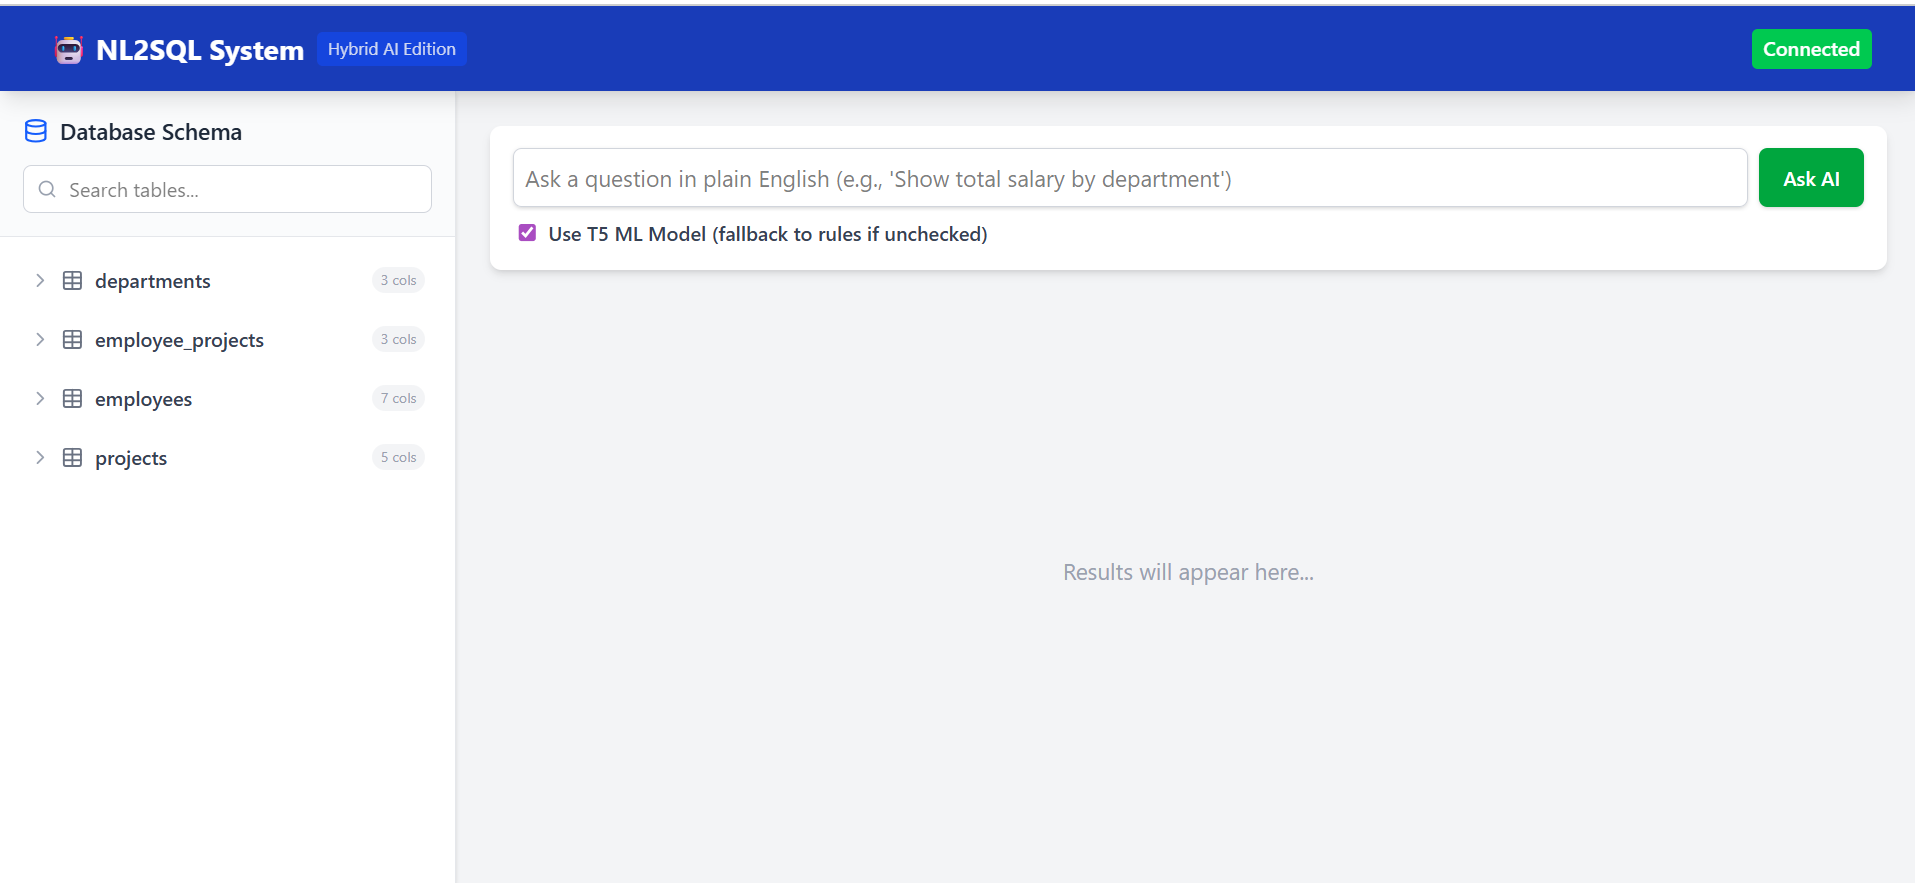 NL2SQL System
Hybrid AI Edition
Connected
Database Schema
Search tables...
departments
3 cols
employee_projects
3 cols
employees
7 cols
projects
5 cols
Ask a question in plain English (e.g., 'Show total salary by department')
Ask AI
Use T5 ML Model (fallback to rules if unchecked)
Results will appear here...